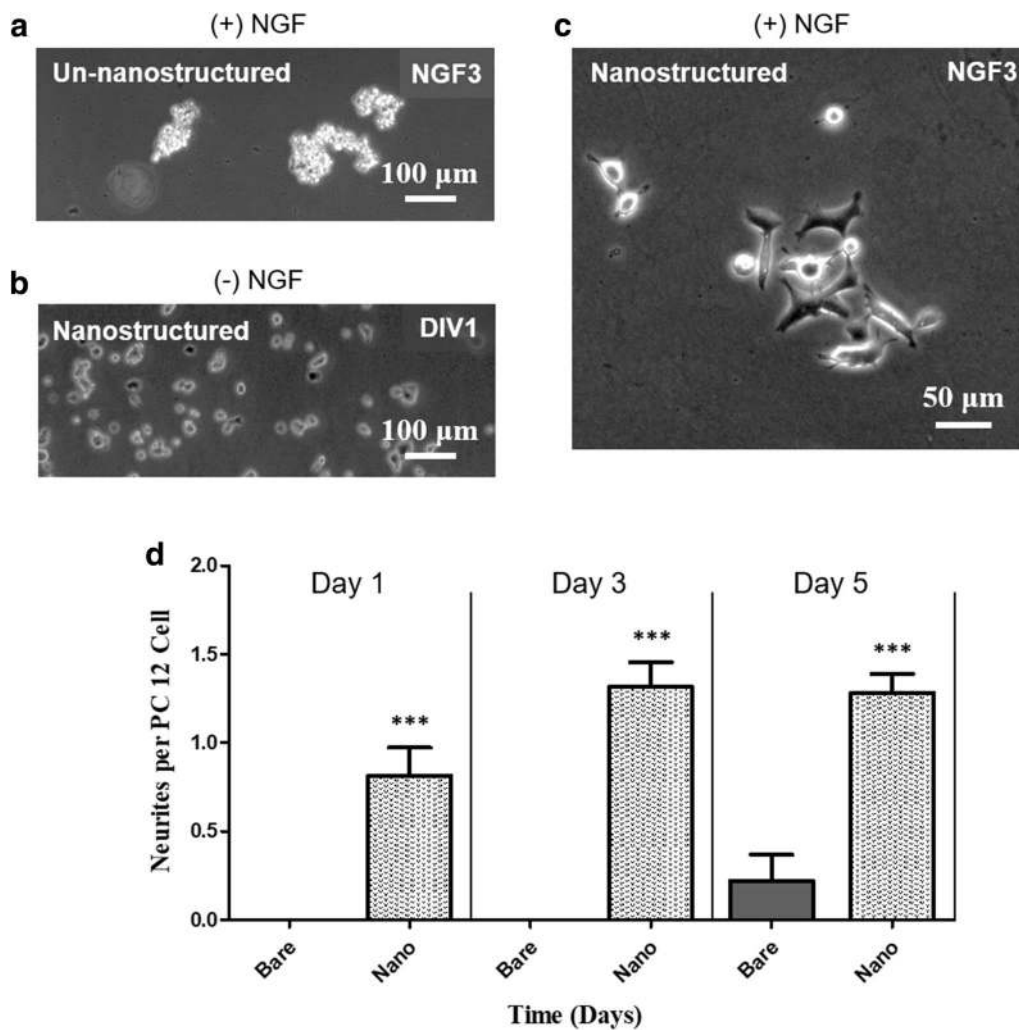 a
(+) NGF
Un-nanostructured
NGF3
100 μm
b
(-) NGF
Nanostructured
DIV1
100 μm
c
(+) NGF
Nanostructured
NGF3
50 μm
d
Day 1
Day 3
Day 5
***
***
***
Neurites per PC 12 Cell
2.0
1.5
1.0
0.5
0.0
Bare
Nano
Bare
Nano
Bare
Nano
Time (Days)